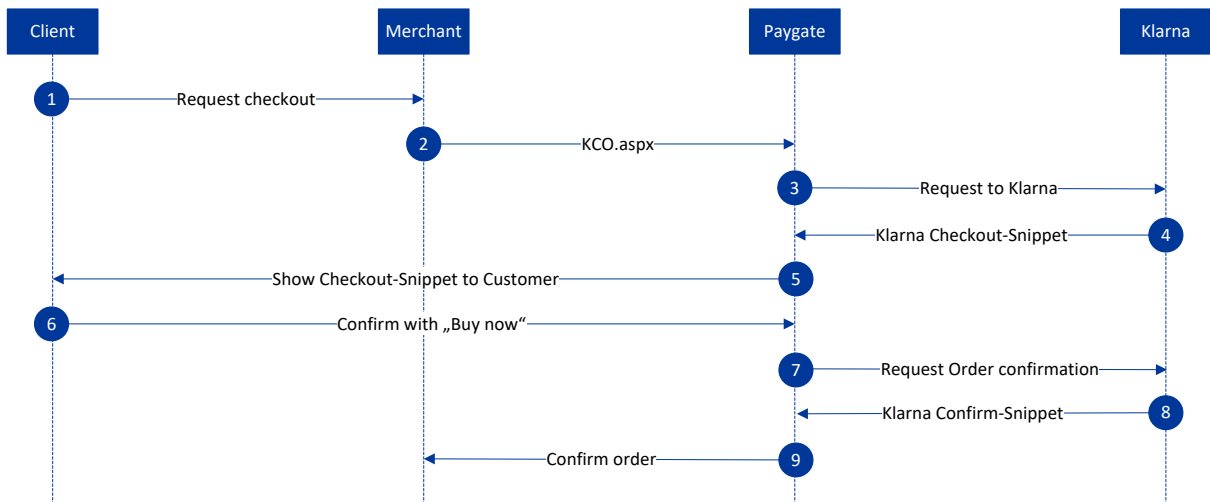 Client
Merchant
Paygate
Klarna
1
Request checkout
2
KCO.aspx
3
Request to Klarna
Klarna Checkout-Snippet
4
Show Checkout-Snippet to Customer
5
6
Confirm with „Buy now“
7
Request Order confirmation
Klarna Confirm-Snippet
8
Confirm order
9